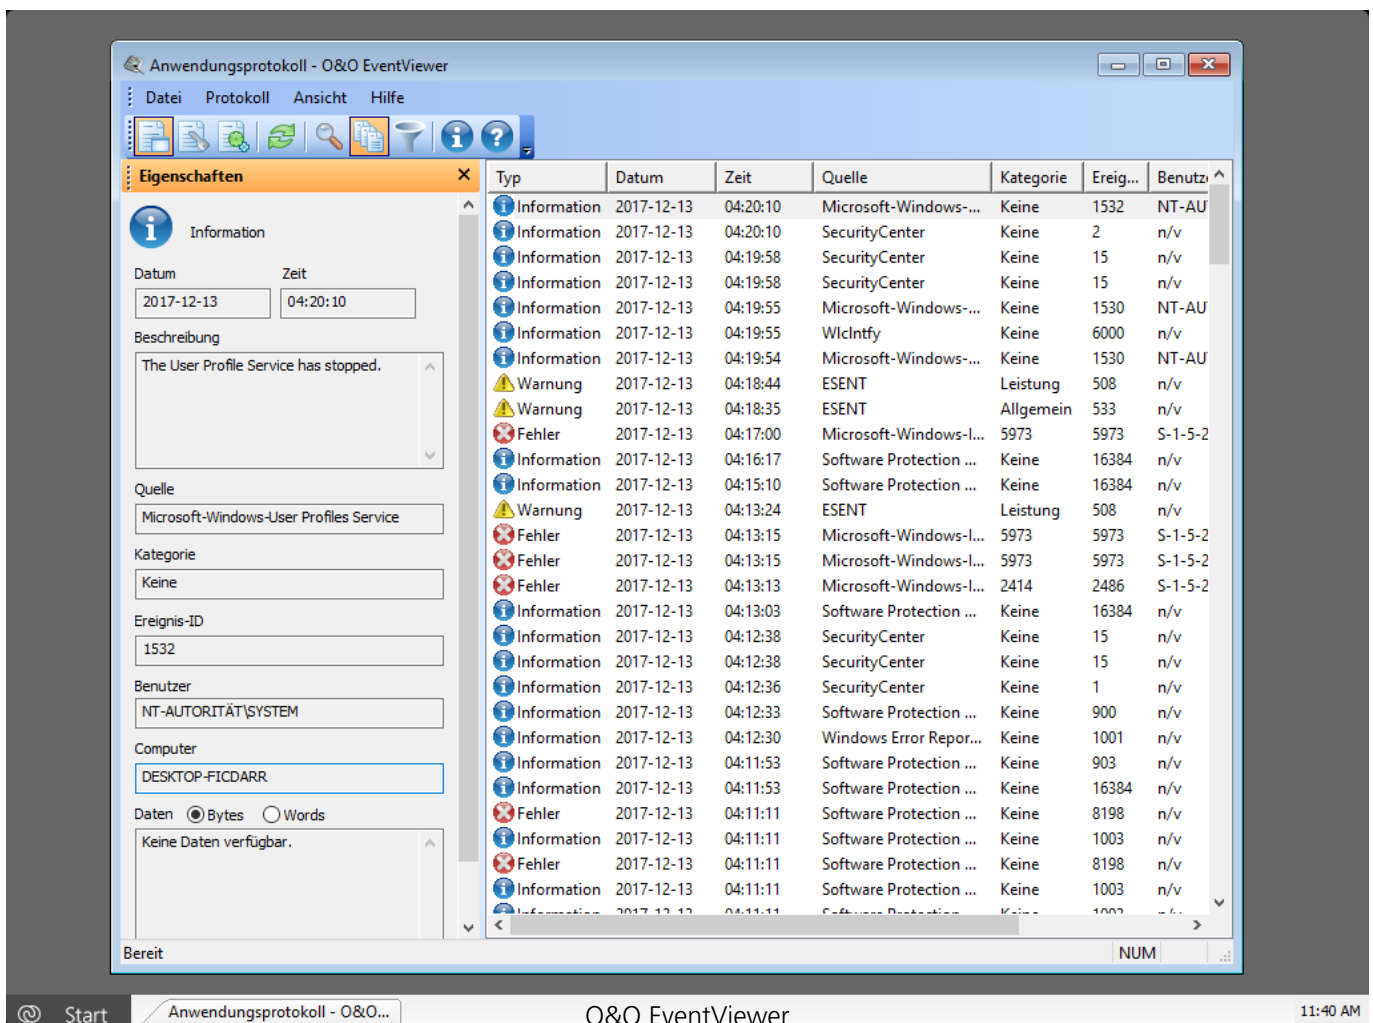 Anwendungsprotokoll - O&O EventViewer
Datei Protokoll Ansicht Hilfe
Eigenschaften
Information
Datum Zeit
2017-12-13 04:20:10
Beschreibung
The User Profile Service has stopped.
Quelle
Microsoft-Windows-User Profiles Service
Kategorie
Keine
Ereignis-ID
1532
Benutzer
NT-AUTORITÄT\SYSTEM
Computer
DESKTOP-FICDARR
Daten Bytes Words
Keine Daten verfügbar.
Typ Datum Zeit Quelle Kategorie Ereig... Benutz
Information 2017-12-13 04:20:10 Microsoft-Windows-... Keine 1532 NT-AU
Information 2017-12-13 04:20:10 SecurityCenter Keine 2 n/v
Information 2017-12-13 04:19:58 SecurityCenter Keine 15 n/v
Information 2017-12-13 04:19:58 SecurityCenter Keine 15 n/v
Information 2017-12-13 04:19:55 Microsoft-Windows-... Keine 1530 NT-AU
Information 2017-12-13 04:19:55 Wlclntfy Keine 6000 n/v
Information 2017-12-13 04:19:54 Microsoft-Windows-... Keine 1530 NT-AU
Warnung 2017-12-13 04:18:44 ESENT Leistung 508 n/v
Warnung 2017-12-13 04:18:35 ESENT Allgemein 533 n/v
Fehler 2017-12-13 04:17:00 Microsoft-Windows-I... 5973 5973 S-1-5-2
Information 2017-12-13 04:16:17 Software Protection ... Keine 16384 n/v
Information 2017-12-13 04:15:10 Software Protection ... Keine 16384 n/v
Warnung 2017-12-13 04:13:24 ESENT Leistung 508 n/v
Fehler 2017-12-13 04:13:15 Microsoft-Windows-I... 5973 5973 S-1-5-2
Fehler 2017-12-13 04:13:15 Microsoft-Windows-I... 5973 5973 S-1-5-2
Fehler 2017-12-13 04:13:13 Microsoft-Windows-I... 2414 2486 S-1-5-2
Information 2017-12-13 04:13:03 Software Protection ... Keine 16384 n/v
Information 2017-12-13 04:12:38 SecurityCenter Keine 15 n/v
Information 2017-12-13 04:12:38 SecurityCenter Keine 15 n/v
Information 2017-12-13 04:12:36 SecurityCenter Keine 1 n/v
Information 2017-12-13 04:12:33 Software Protection ... Keine 900 n/v
Information 2017-12-13 04:12:30 Windows Error Repor... Keine 1001 n/v
Information 2017-12-13 04:11:53 Software Protection ... Keine 903 n/v
Information 2017-12-13 04:11:53 Software Protection ... Keine 16384 n/v
Fehler 2017-12-13 04:11:11 Software Protection ... Keine 8198 n/v
Information 2017-12-13 04:11:11 Software Protection ... Keine 1003 n/v
Fehler 2017-12-13 04:11:11 Software Protection ... Keine 8198 n/v
Information 2017-12-13 04:11:11 Software Protection ... Keine 1003 n/v
Bereit NUM
Start Anwendungsprotokoll - O&O... O&O EventViewer 11:40 AM